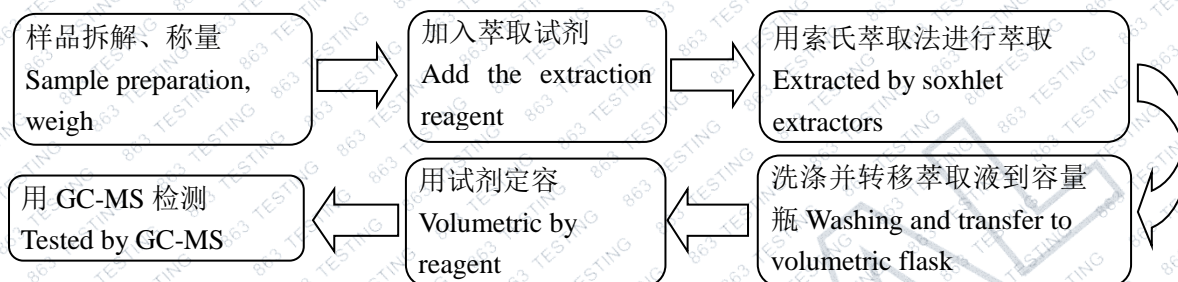 样品拆解、称量
Sample preparation,
weigh
加入萃取试剂
Add the extraction
reagent
用索氏萃取法进行萃取
Extracted by soxhlet
extractors
洗涤并转移萃取液到容量
瓶 Washing and transfer to
volumetric flask
用试剂定容
Volumetric by
reagent
用 GC-MS 检测
Tested by GC-MS
863 TESTING